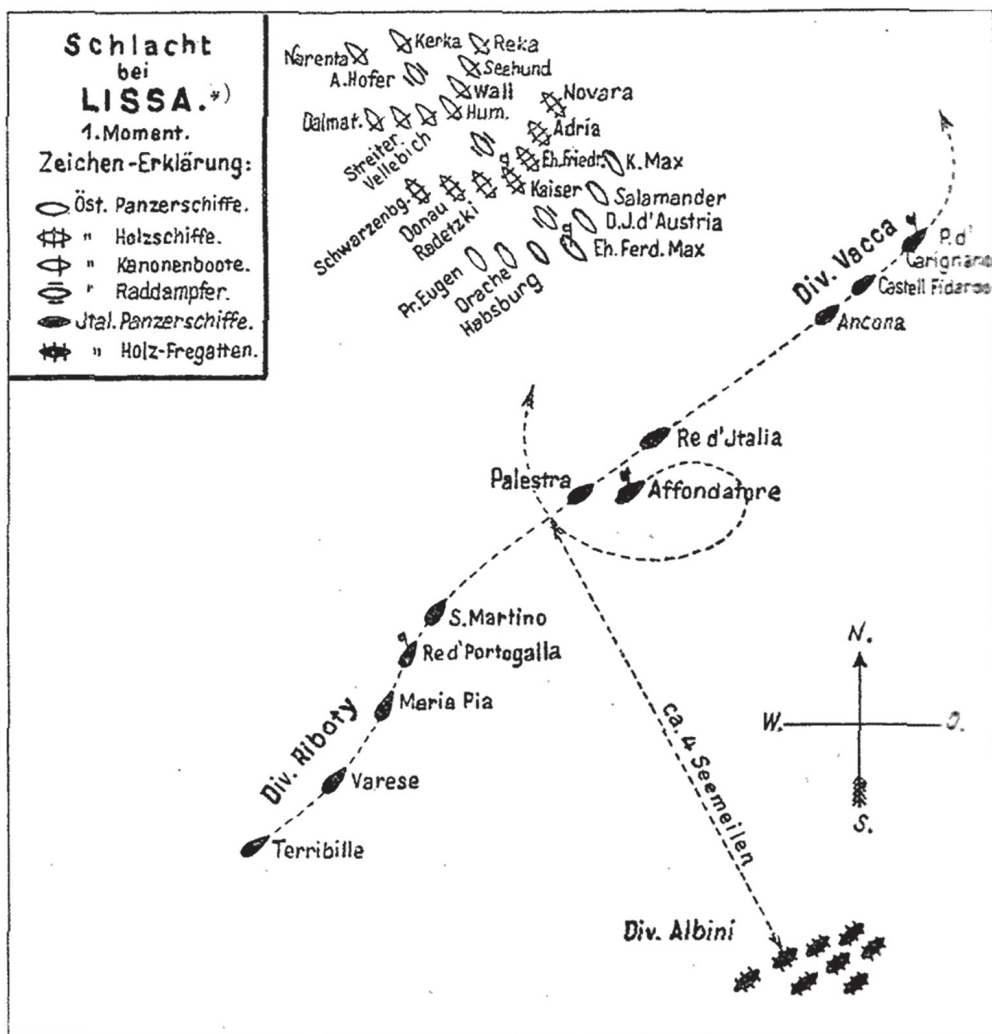 Schlacht
bei
LISSA.*)
1. Moment.
Zeichen-Erklärung:
Öst. Panzerschiffe.
" Holzschiffe.
" Kanonenboote.
" Raddampfer.
Jtal. Panzerschiffe.
" Holz-Fregatten.
Narenta
Kerka
Reka
A. Hofer
Seehund
Wall
Novara
Dalmat.
Hum.
Streiter
Vellebich
Adria
Eh. Friedr.
K. Max
Schwarzenbg.
Donau
Radetzki
Kaiser
Salamander
D.J. d'Austria
Eh. Ferd. Max
Pr. Eugen
Drache
Habsburg
Div. Vacca
P. d'
Carignano
Castell Fidardo
Ancona
Re d'Jtalia
Palestra
Affondatore
S. Martino
Re d'Portogalla
Maria Pia
Div. Riboty
Varese
Terribille
ca. 4 Seemeilen
N.
W.
O.
S.
Div. Albini